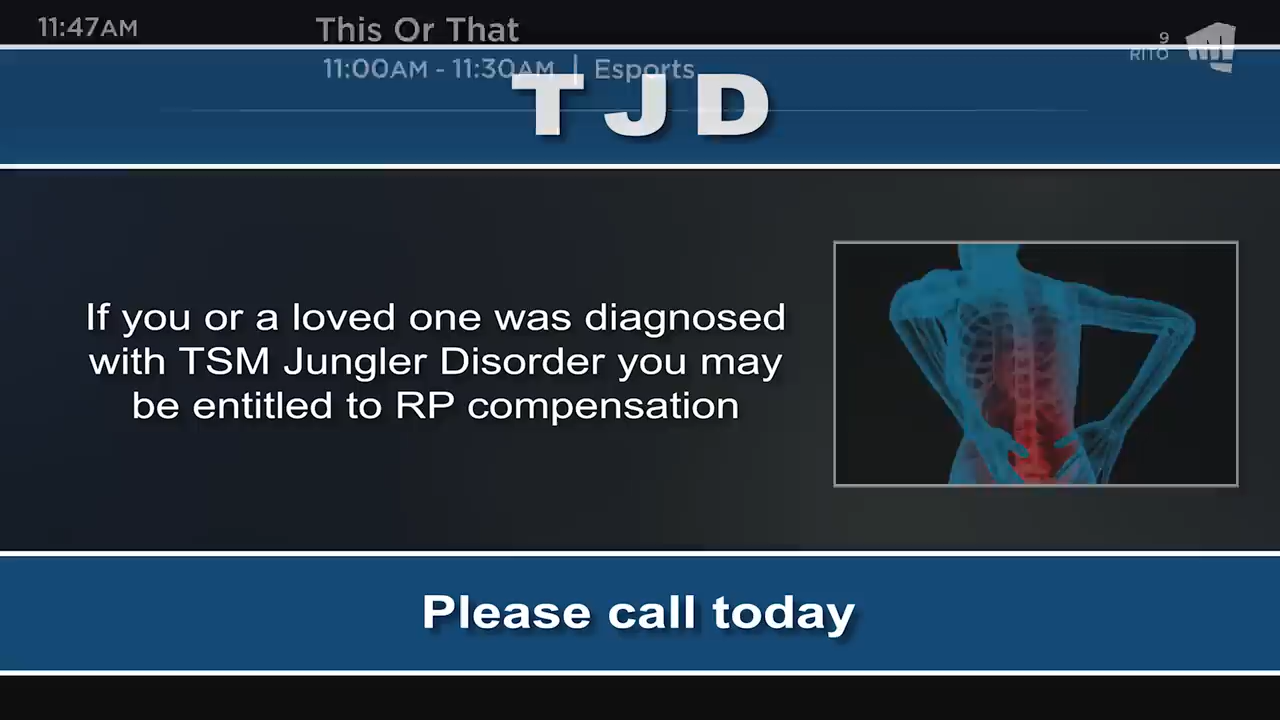 11:47AM
This Or That
9
RITO
11:00AM - 11:30AM | Esports
TJD
If you or a loved one was diagnosed
with TSM Jungler Disorder you may
be entitled to RP compensation
Please call today